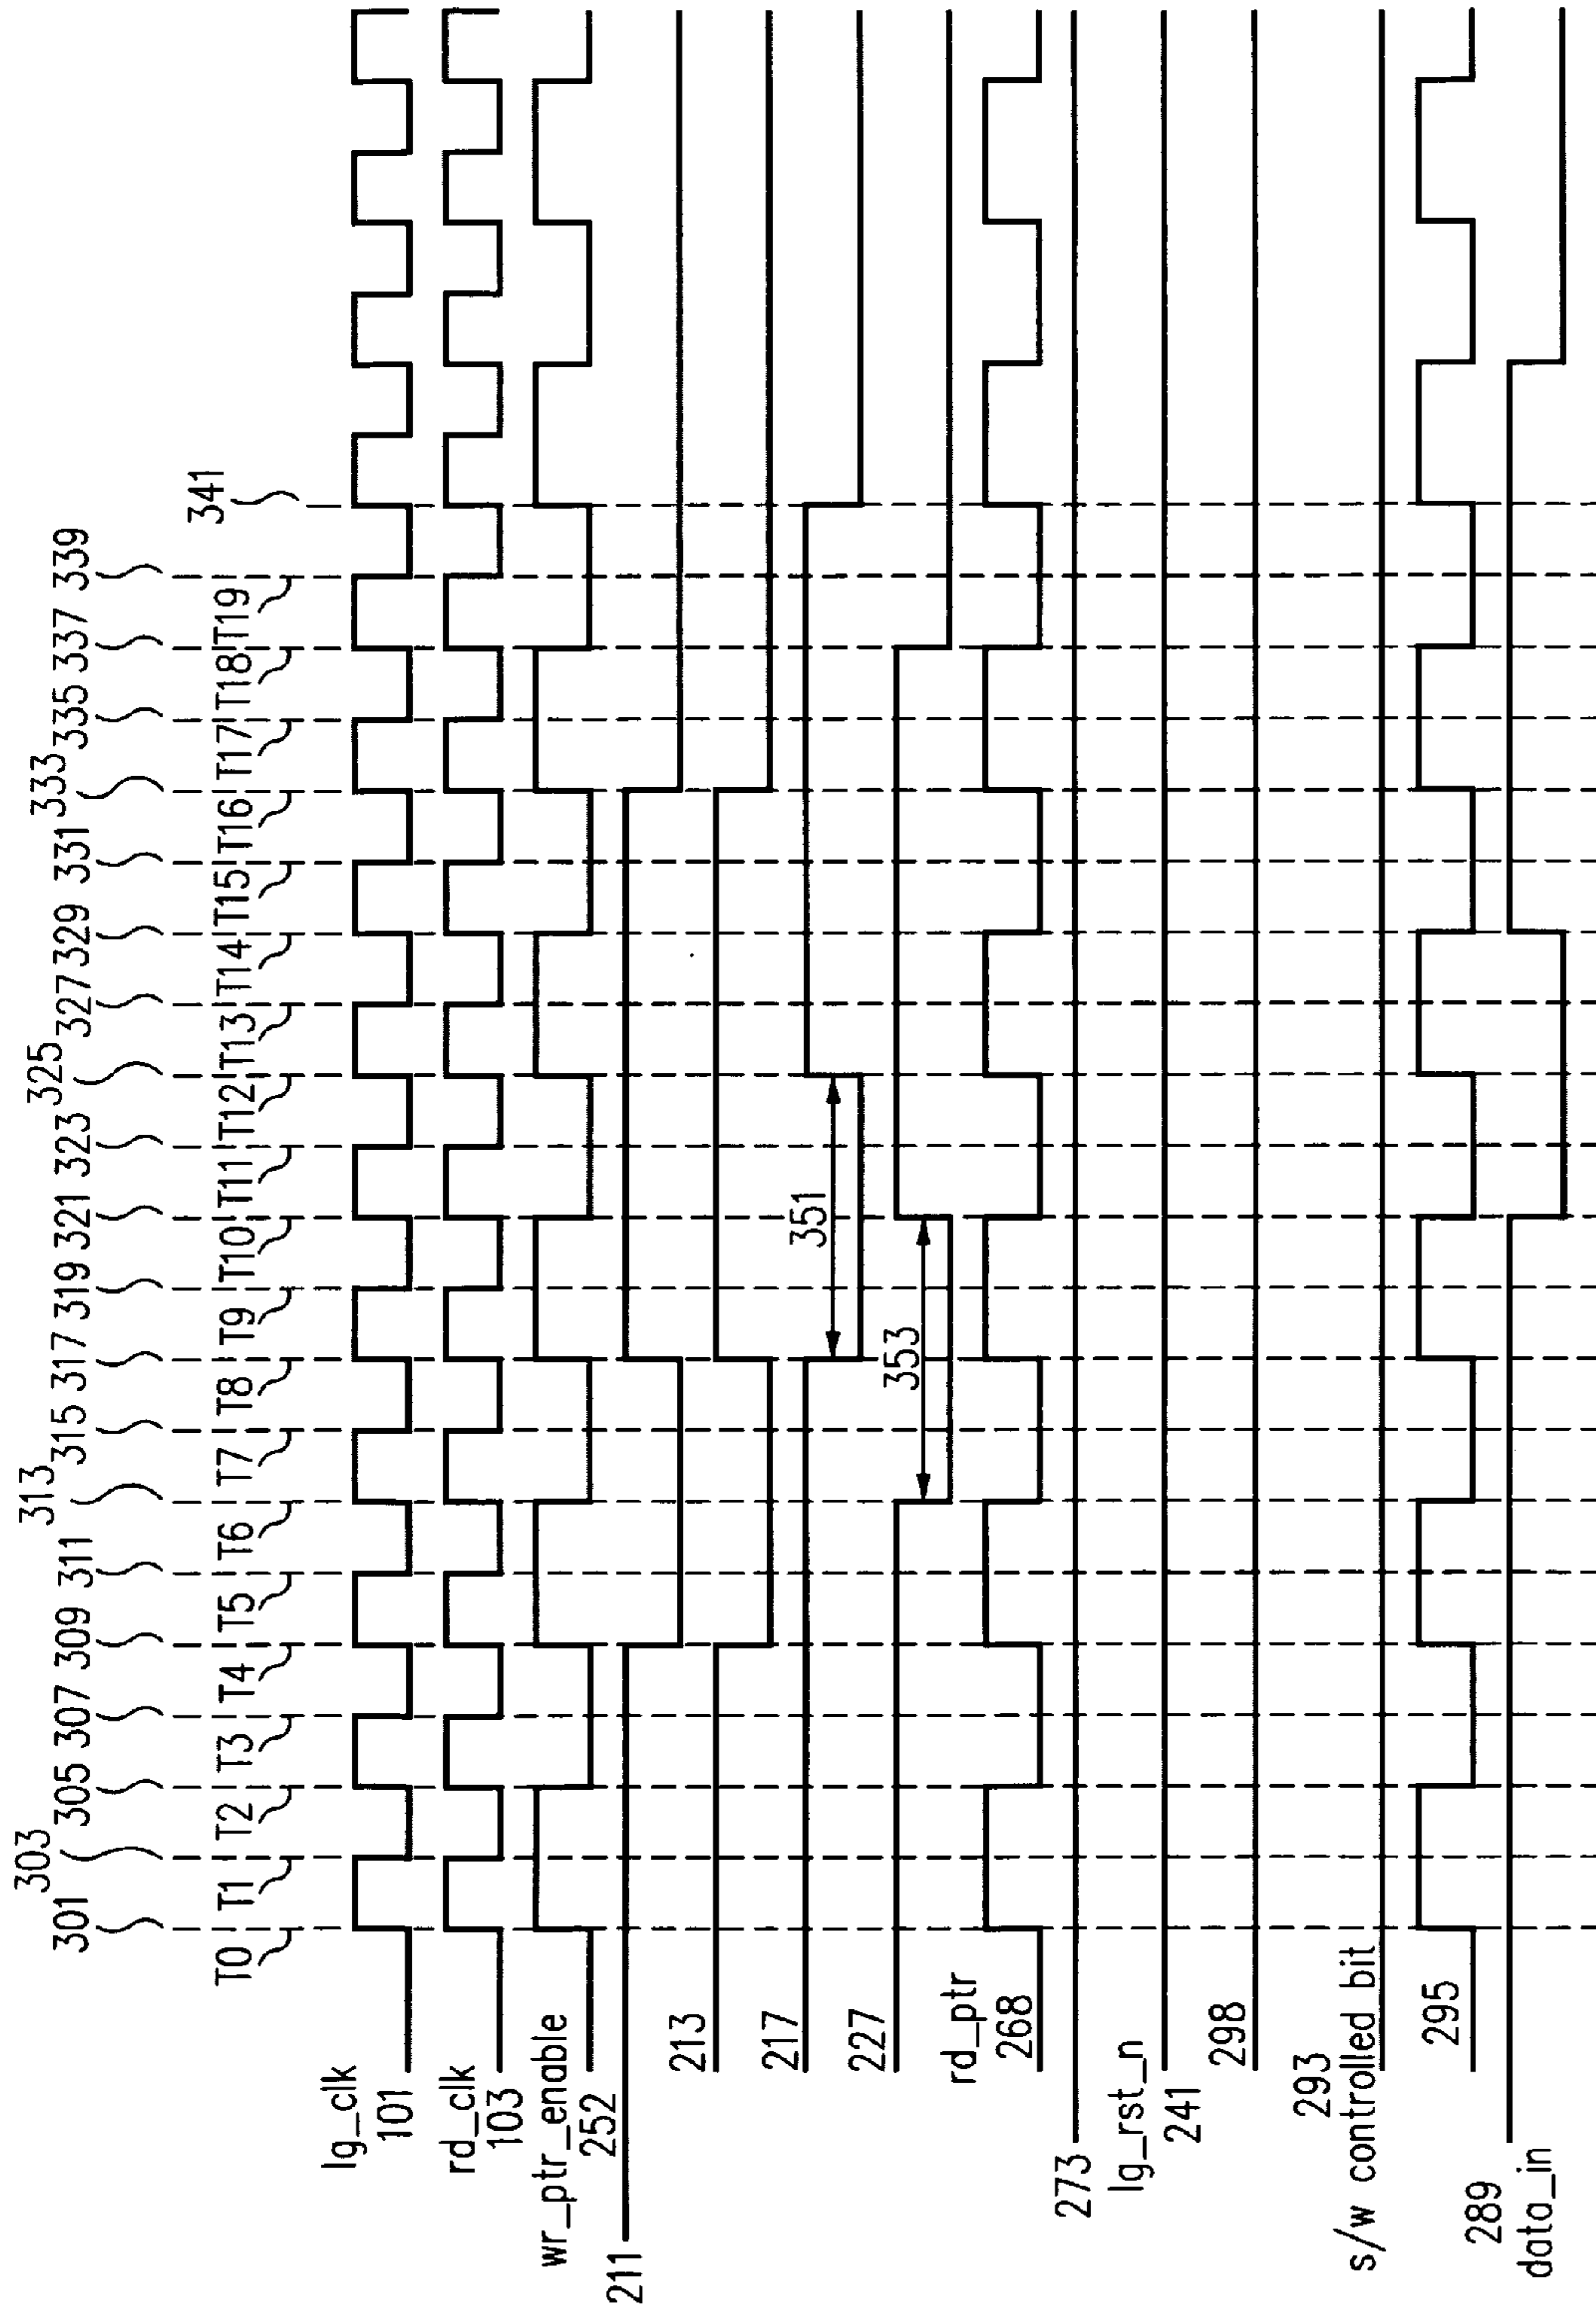 301 303 305 307 309 311 313 315 317 319 321 323 325 327 329 331 333 335 337 339 341
T0 T1 T2 T3 T4 T5 T6 T7 T8 T9 T10 T11 T12 T13 T14 T15 T16 T17 T18 T19
lg_clk
101
rd_clk
103
wr_ptr_enable
252
211
213
217
351
227
353
rd_ptr
268
273
lg_rst_n
241
298
293
s/w controlled bit
295
289
data_in